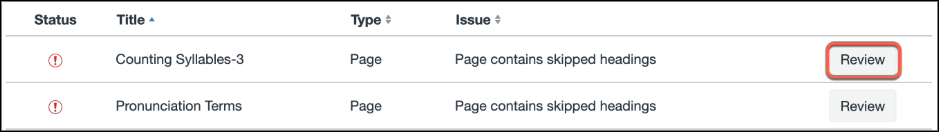 Status Title Type Issue
Counting Syllables-3 Page Page contains skipped headings Review
Pronunciation Terms Page Page contains skipped headings Review